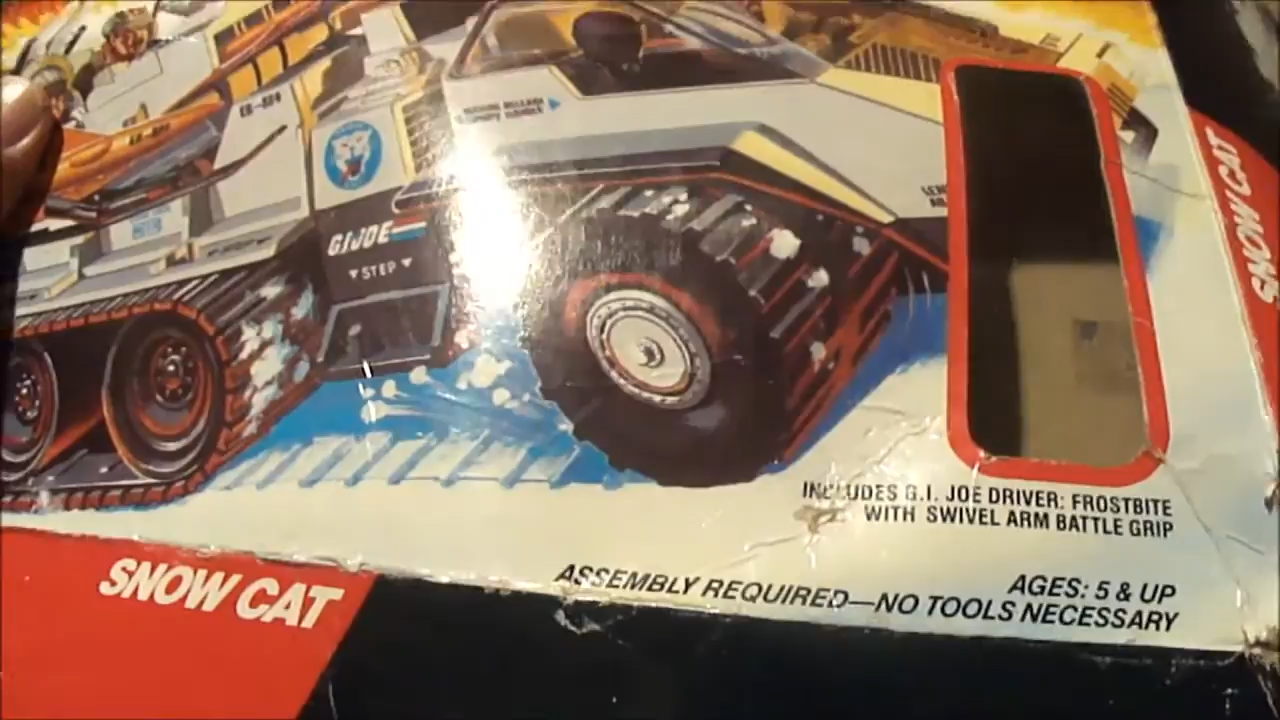 G.I. JOE
▼STEP▼
SNOW CAT
INCLUDES G.I. JOE DRIVER: FROSTBITE
WITH SWIVEL ARM BATTLE GRIP
AGES: 5 & UP
ASSEMBLY REQUIRED—NO TOOLS NECESSARY
SNOW CAT